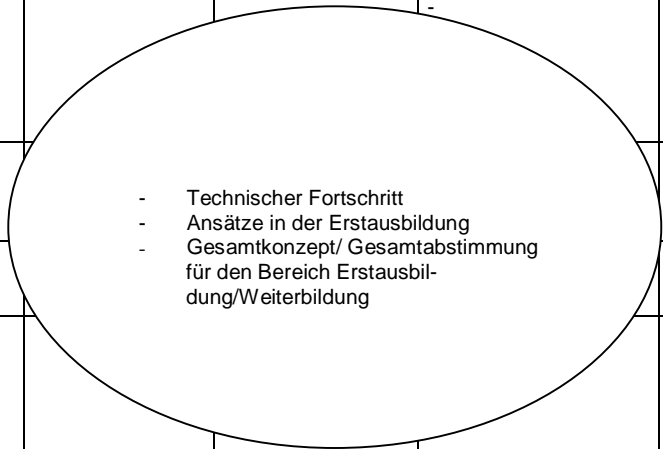 -
- Technischer Fortschritt
- Ansätze in der Erstausbildung
- Gesamtkonzept/ Gesamtabstimmung
für den Bereich Erstausbil-
dung/Weiterbildung